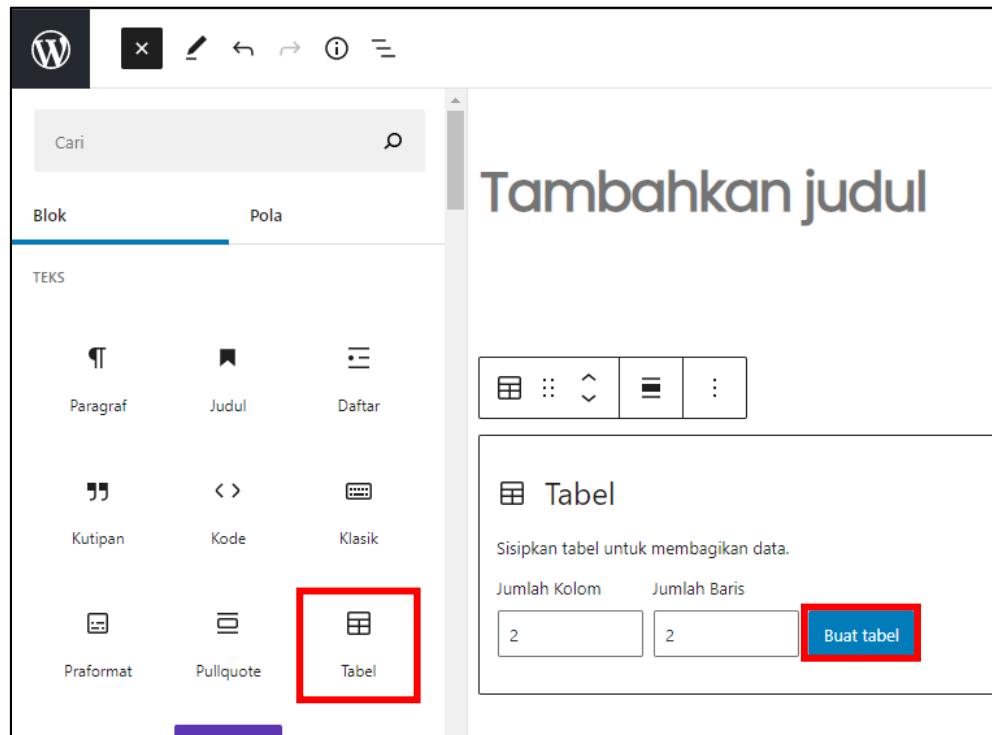 Cari
Blok Pola
TEKS
Paragraf Judul Daftar
Kutipan Kode Klasik
Praformat Pullquote Tabel
Tambahkan judul
Tabel
Sisipkan tabel untuk membagikan data.
Jumlah Kolom Jumlah Baris
2 2 Buat tabel